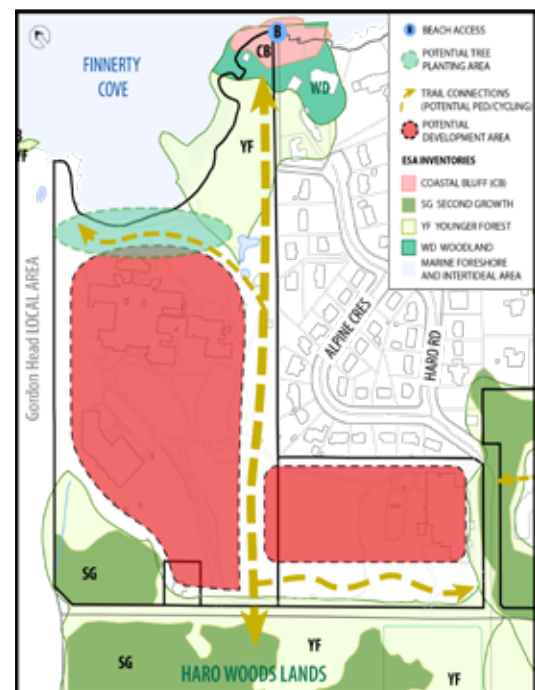 FINNERTY
COVE
B
CB
WD
YF
YF
Gordon Head LOCAL AREA
ALPINE CRES
HARO RD
SG
SG
YF
YF
HARO WOODS LANDS
B BEACH ACCESS
POTENTIAL TREE
PLANTING AREA
TRAIL CONNECTIONS
(POTENTIAL PED/CYCLING)
POTENTIAL
DEVELOPMENT AREA
ESA INVENTORIES
COASTAL BLUFF (CB)
SG SECOND GROWTH
YF YOUNGER FOREST
WD WOODLAND
MARINE FORESHORE
AND INTERTIDEAL AREA